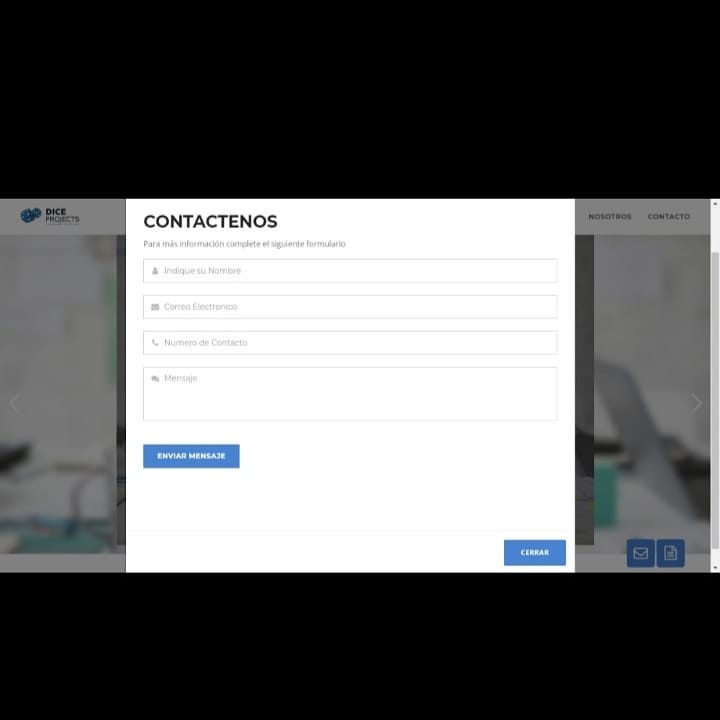 DICE
PROJECTS
NOSOTROS
CONTACTO
CONTACTENOS
Para más información complete el siguiente formulario
Indique su Nombre
Correo Electronico
Numero de Contacto
Mensaje
ENVIAR MENSAJE
CERRAR